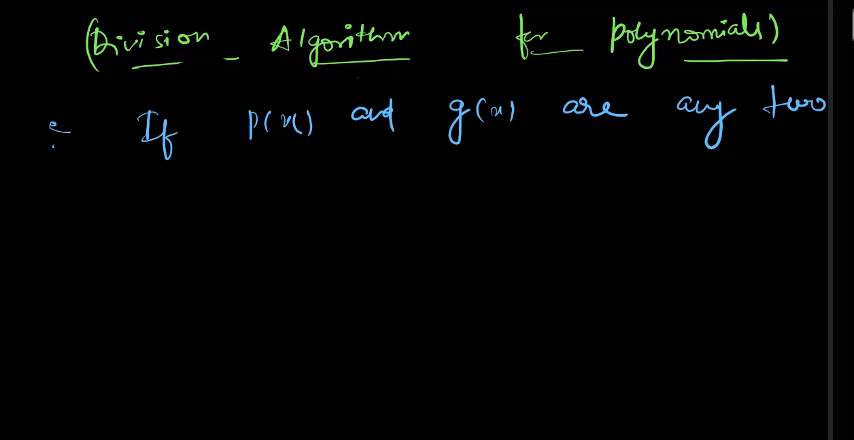 (Division - Algorithm for polynomials)
:- If p(x) and g(x) are any two